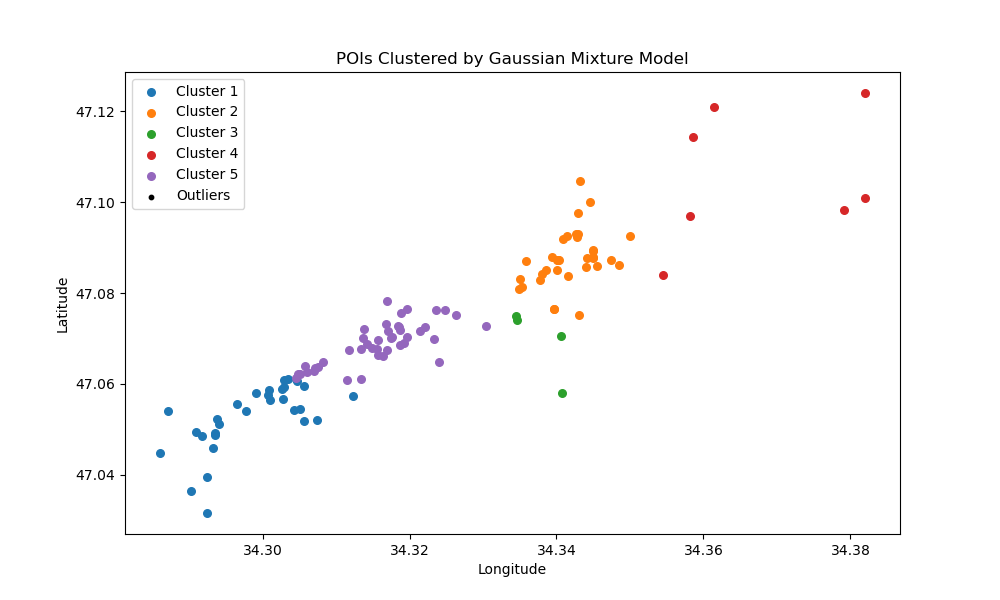 POIs Clustered by Gaussian Mixture Model
Cluster 1
Cluster 2
Cluster 3
Cluster 4
Cluster 5
Outliers
47.12
47.10
47.08
47.06
47.04
Latitude
34.30
34.32
34.34
34.36
34.38
Longitude